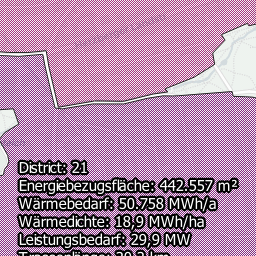 District: 21
Energiebezugsfläche: 442.557 m²
Wärmebedarf: 50.758 MWh/a
Wärmedichte: 18,9 MWh/ha
Leistungsbedarf: 29,9 MW